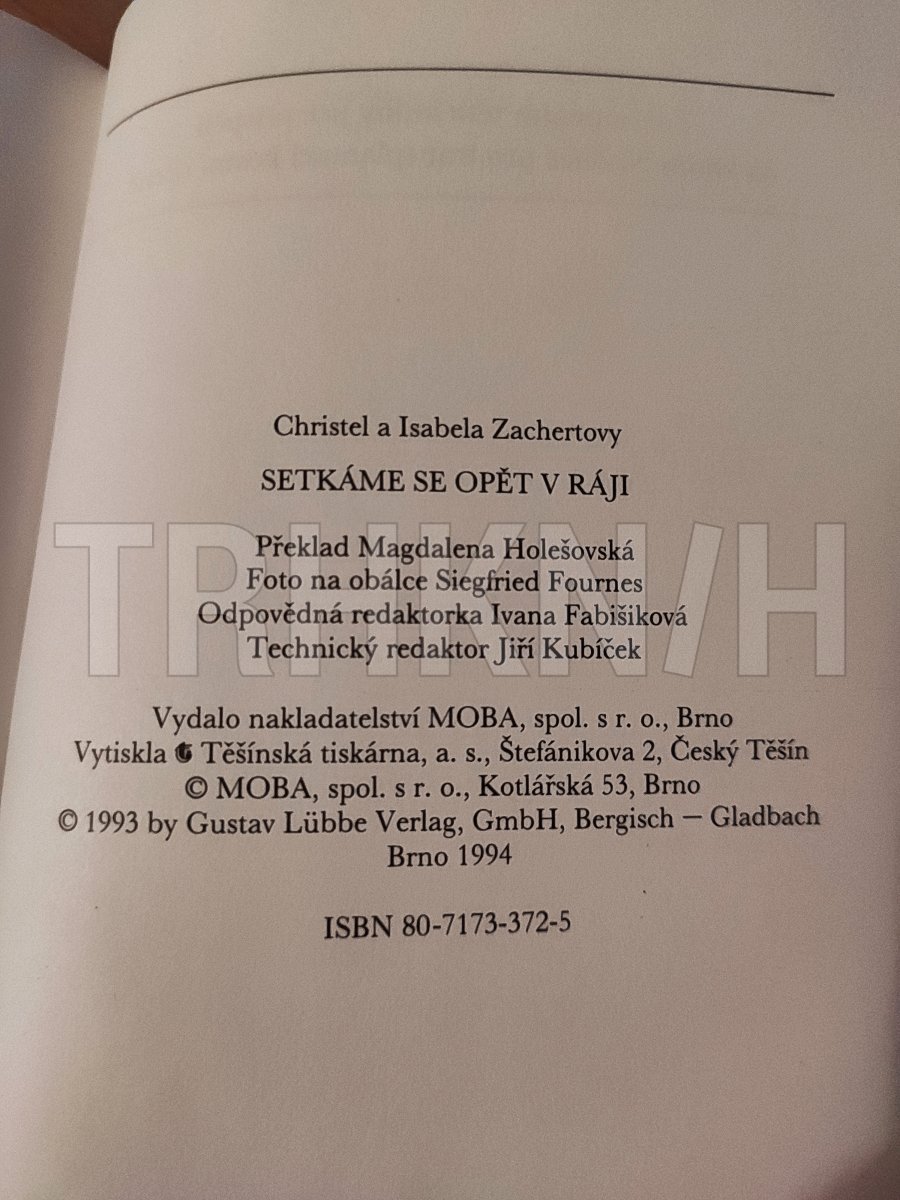 Christel a Isabela Zachertovy
SETKÁME SE OPĚT V RÁJI
Překlad Magdalena Holešovská
Foto na obálce Siegfried Fournes
Odpovědná redaktorka Ivana Fabišiková
Technický redaktor Jiří Kubíček
TRHKNIH
Vydalo nakladatelství MOBA, spol. s r. o., Brno
Vytiskla Těšínská tiskárna, a. s., Štefánikova 2, Český Těšín
© MOBA, spol. s r. o., Kotlářská 53, Brno
© 1993 by Gustav Lübbe Verlag, GmbH, Bergisch – Gladbach
Brno 1994
ISBN 80-7173-372-5